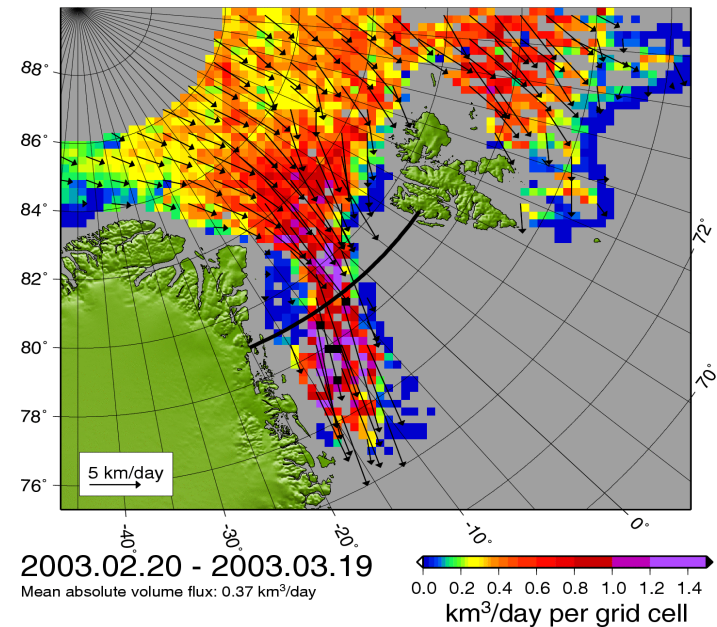 88°
86°
84°
82°
80°
78°
76°
72°
70°
5 km/day
-40°
-30°
-20°
-10°
0°
2003.02.20 - 2003.03.19
Mean absolute volume flux: 0.37 km³/day
0.0 0.2 0.4 0.6 0.8 1.0 1.2 1.4
km³/day per grid cell